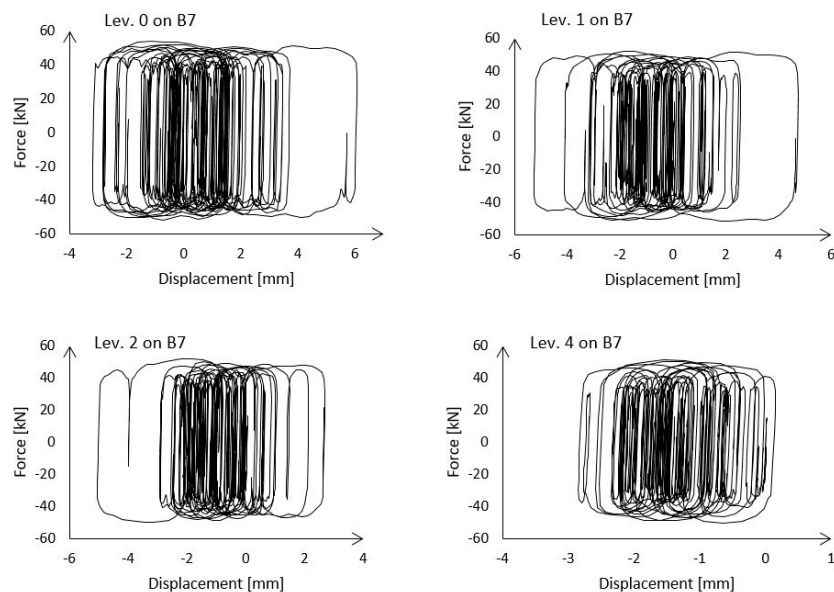 Lev. 0 on B7
60
40
20
0
-20
-40
-60
Force [kN]
-4 -2 0 2 4 6
Displacement [mm]
Lev. 1 on B7
60
40
20
0
-20
-40
-60
Force [kN]
-6 -4 -2 0 2 4 6
Displacement [mm]
Lev. 2 on B7
60
40
20
0
-20
-40
-60
Force [kN]
-6 -4 -2 0 2 4
Displacement [mm]
Lev. 4 on B7
60
40
20
0
-20
-40
-60
Force [kN]
-4 -3 -2 -1 0 1
Displacement [mm]